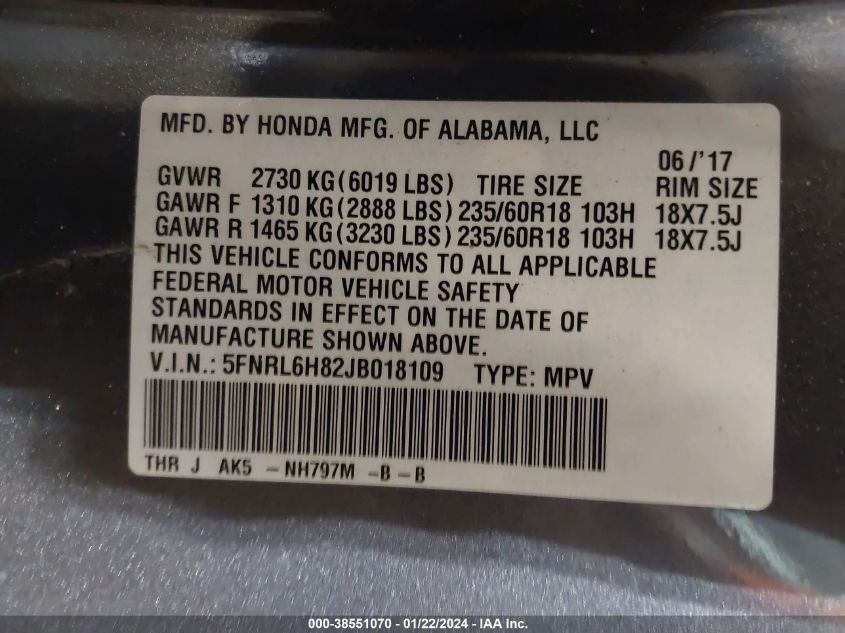 MFD. BY HONDA MFG. OF ALABAMA, LLC
06/'17
GVWR 2730 KG(6019 LBS) TIRE SIZE RIM SIZE
GAWR F 1310 KG(2888 LBS) 235/60R18 103H 18X7.5J
GAWR R 1465 KG(3230 LBS) 235/60R18 103H 18X7.5J
THIS VEHICLE CONFORMS TO ALL APPLICABLE
FEDERAL MOTOR VEHICLE SAFETY
STANDARDS IN EFFECT ON THE DATE OF
MANUFACTURE SHOWN ABOVE.
V.I.N.: 5FNRL6H82JB018109 TYPE: MPV
THR J AK5 - NH797M -B-B
000-38551070 - 01/22/2024 - IAA Inc.